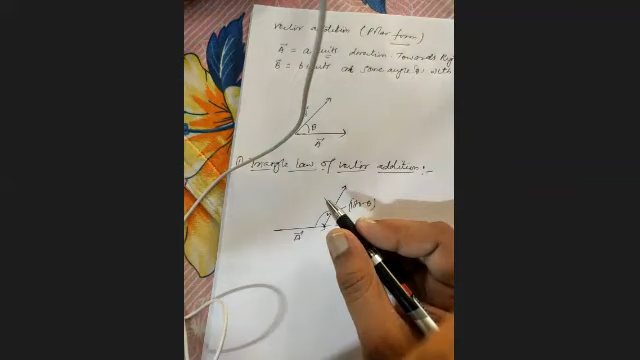 vector addition (Polar form)
A = a units direction Towards Rig
B = b units at some angle 'θ' with
θ
A
Triangle law of vector addition:-
(180-θ)
A